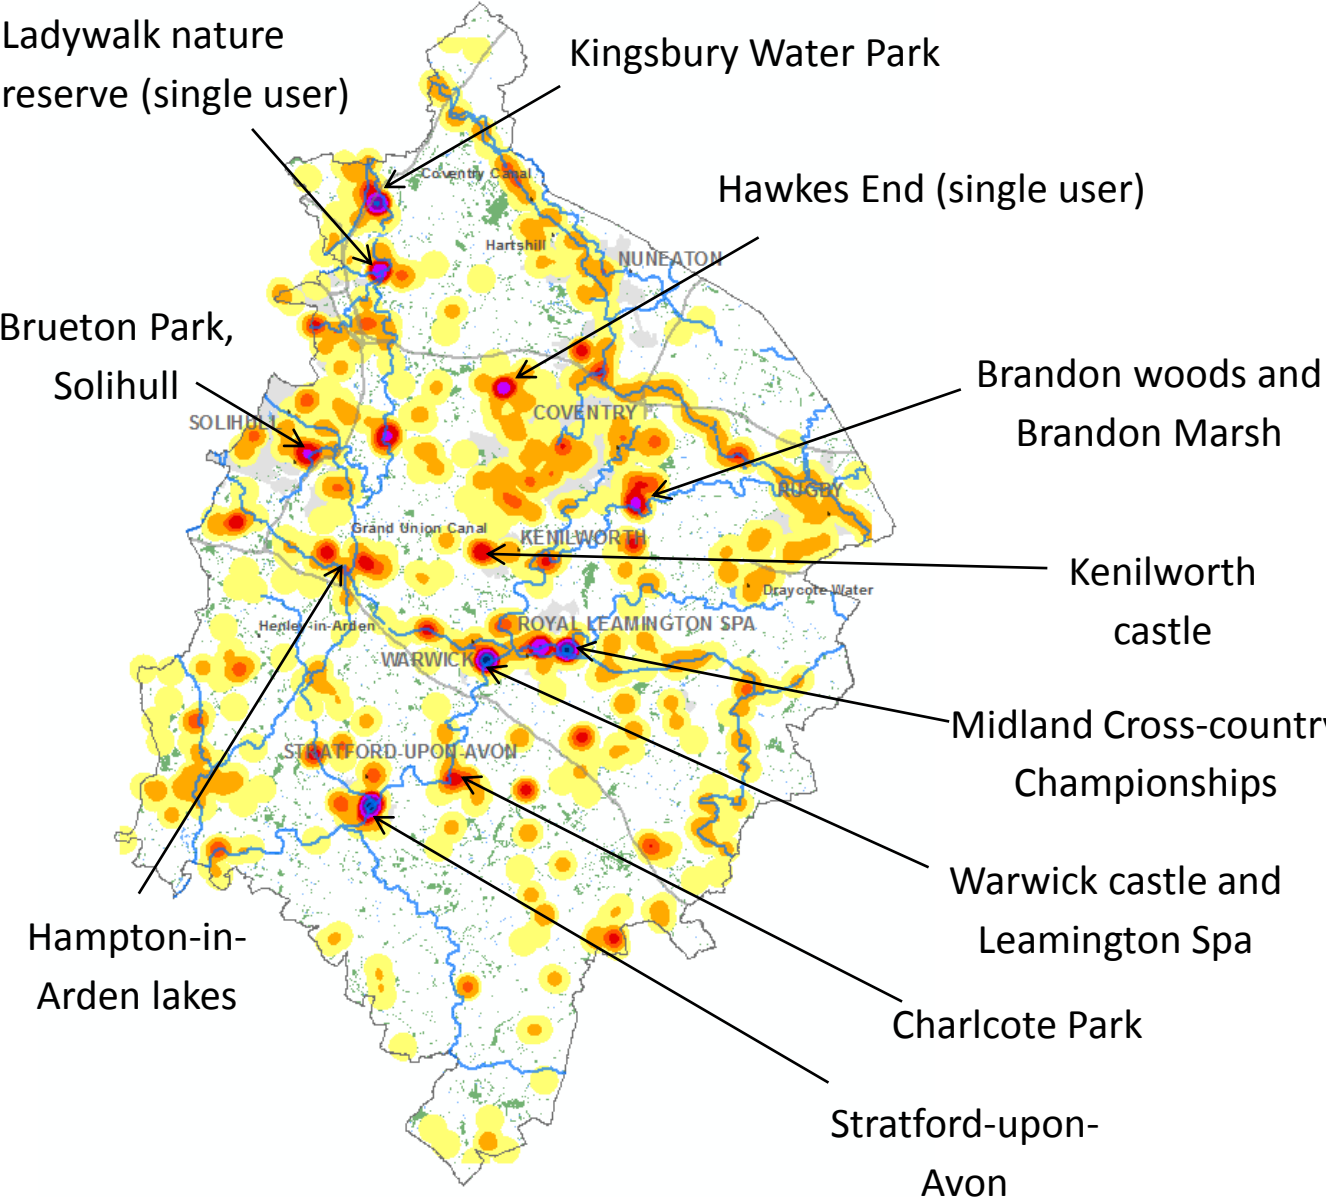 Ladywalk nature
reserve (single user)
Kingsbury Water Park
Coventry Canal
Hawkes End (single user)
Hartshill
NUNEATON
Brueton Park,
Solihull
Brandon woods and
Brandon Marsh
SOLIHULL
COVENTRY
RUGBY
Grand Union Canal
KENILWORTH
Kenilworth
castle
Draycote Water
Henley-in-Arden
ROYAL LEAMINGTON SPA
WARWICK
Midland Cross-country
Championships
STRATFORD-UPON-AVON
Warwick castle and
Leamington Spa
Hampton-in-
Arden lakes
Charlcote Park
Stratford-upon-
Avon